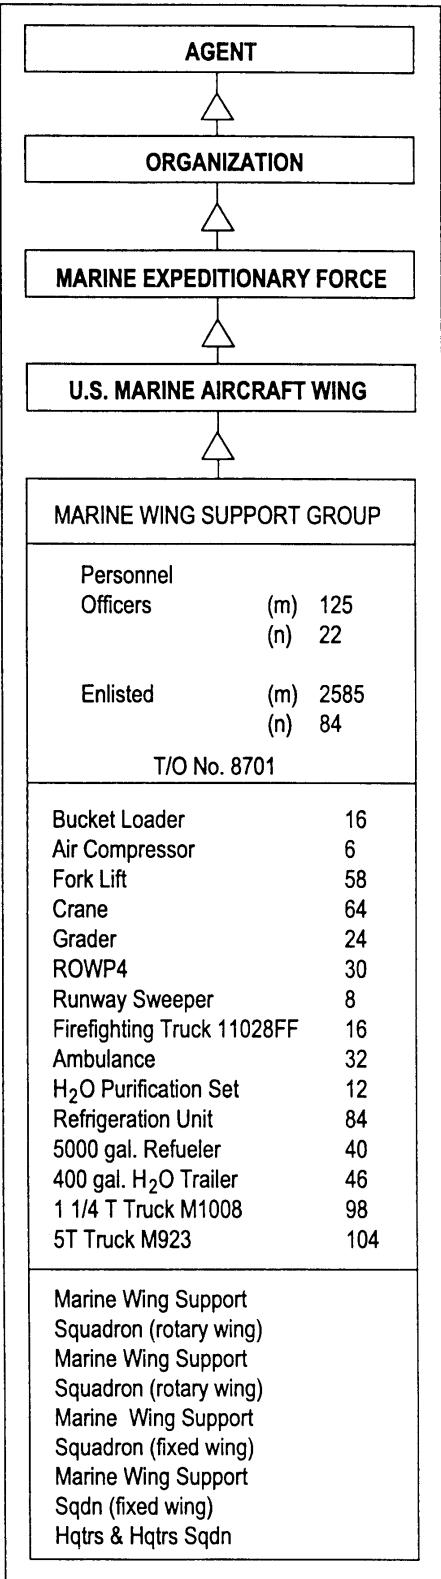 AGENT
ORGANIZATION
MARINE EXPEDITIONARY FORCE
U.S. MARINE AIRCRAFT WING
MARINE WING SUPPORT GROUP
Personnel
Officers (m) 125
(n) 22
Enlisted (m) 2585
(n) 84
T/O No. 8701
Bucket Loader 16
Air Compressor 6
Fork Lift 58
Crane 64
Grader 24
ROWP4 30
Runway Sweeper 8
Firefighting Truck 11028FF 16
Ambulance 32
H₂O Purification Set 12
Refrigeration Unit 84
5000 gal. Refueler 40
400 gal. H₂O Trailer 46
1 1/4 T Truck M1008 98
5T Truck M923 104
Marine Wing Support
Squadron (rotary wing)
Marine Wing Support
Squadron (rotary wing)
Marine Wing Support
Squadron (fixed wing)
Marine Wing Support
Sqdn (fixed wing)
Hqtrs & Hqtrs Sqdn